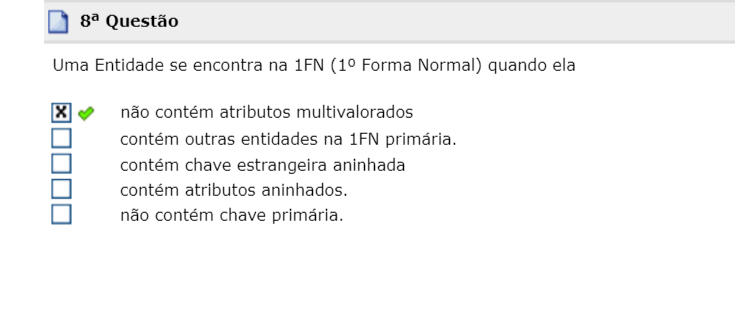 8ª Questão
Uma Entidade se encontra na 1FN (1º Forma Normal) quando ela
não contém atributos multivalorados
contém outras entidades na 1FN primária.
contém chave estrangeira aninhada
contém atributos aninhados.
não contém chave primária.